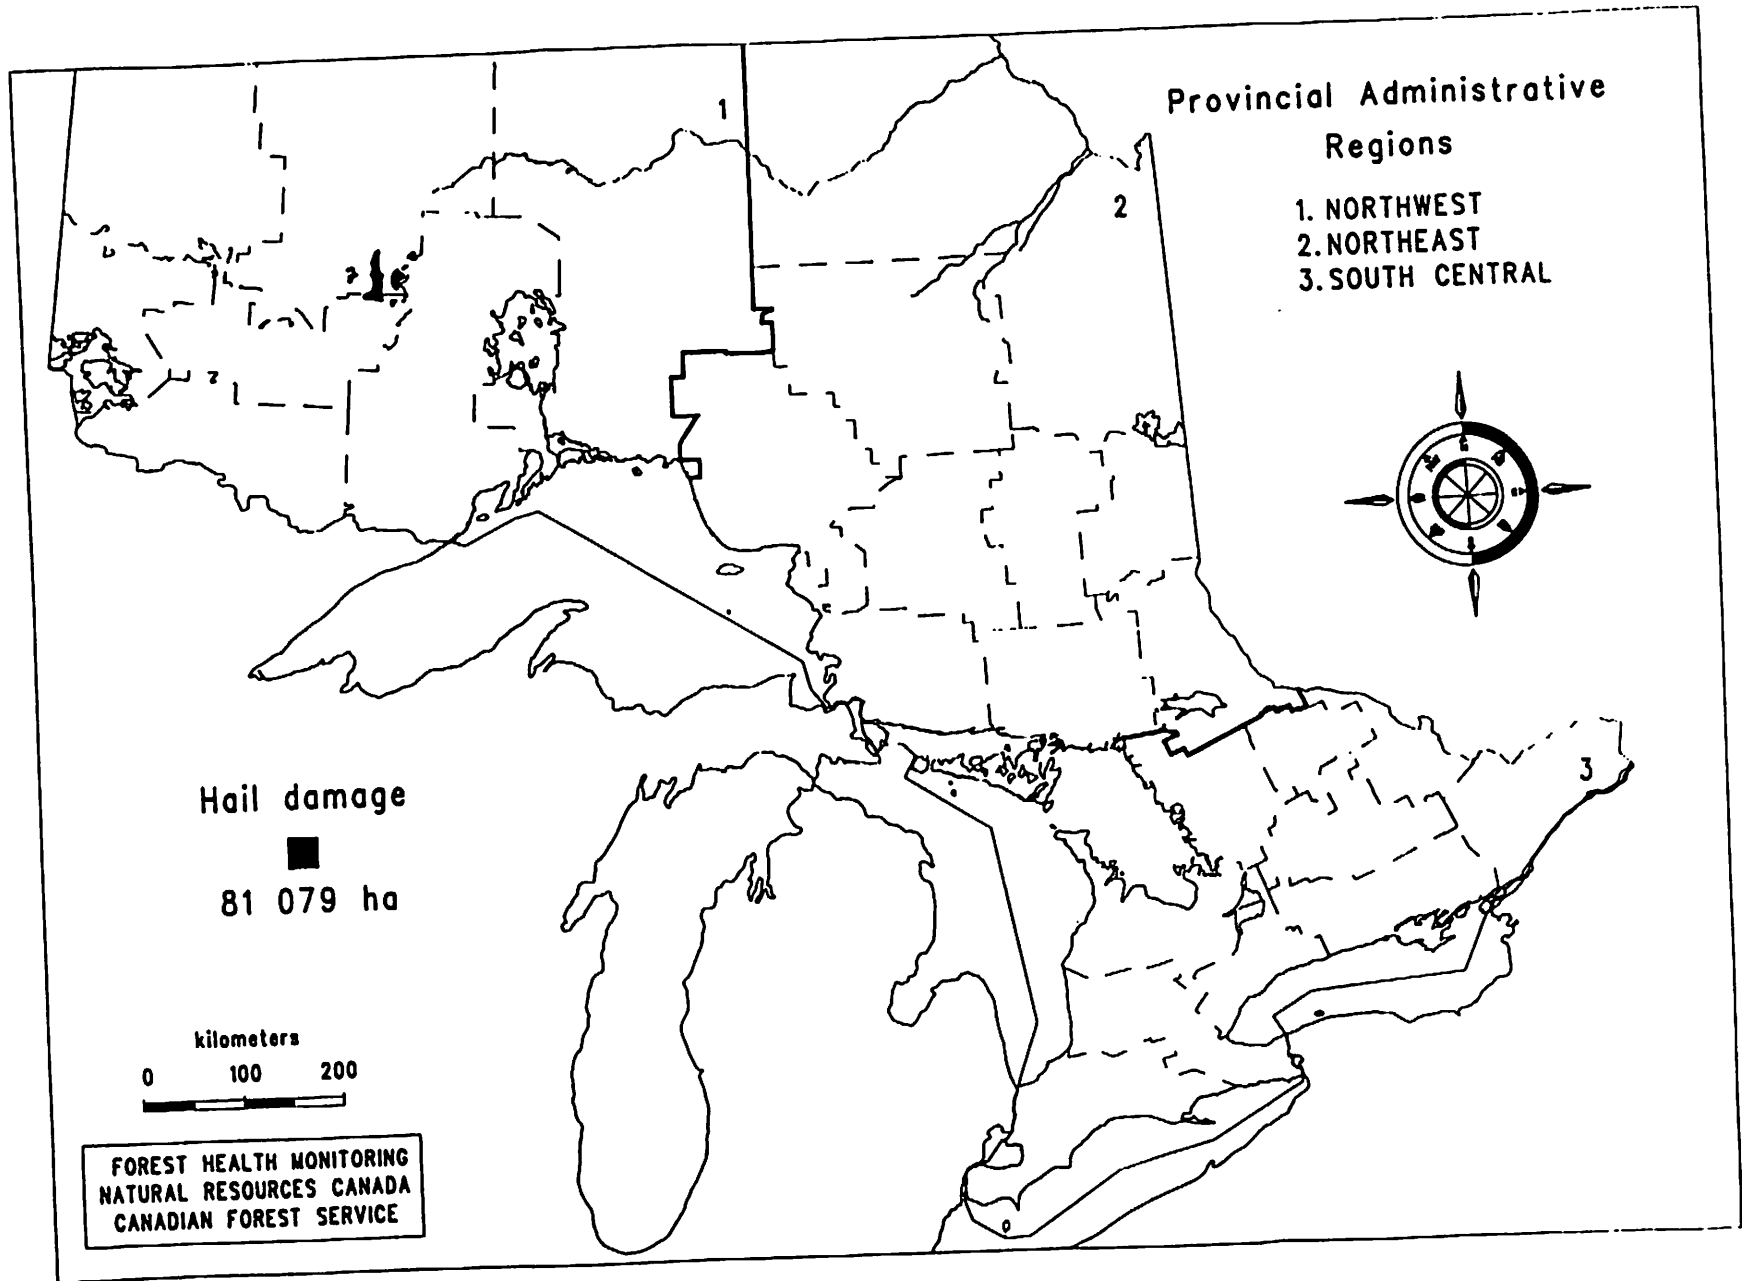 Provincial Administrative
Regions
1. NORTHWEST
2. NORTHEAST
3. SOUTH CENTRAL
1
2
3
Hail damage
81 079 ha
kilometers
0 100 200
FOREST HEALTH MONITORING
NATURAL RESOURCES CANADA
CANADIAN FOREST SERVICE